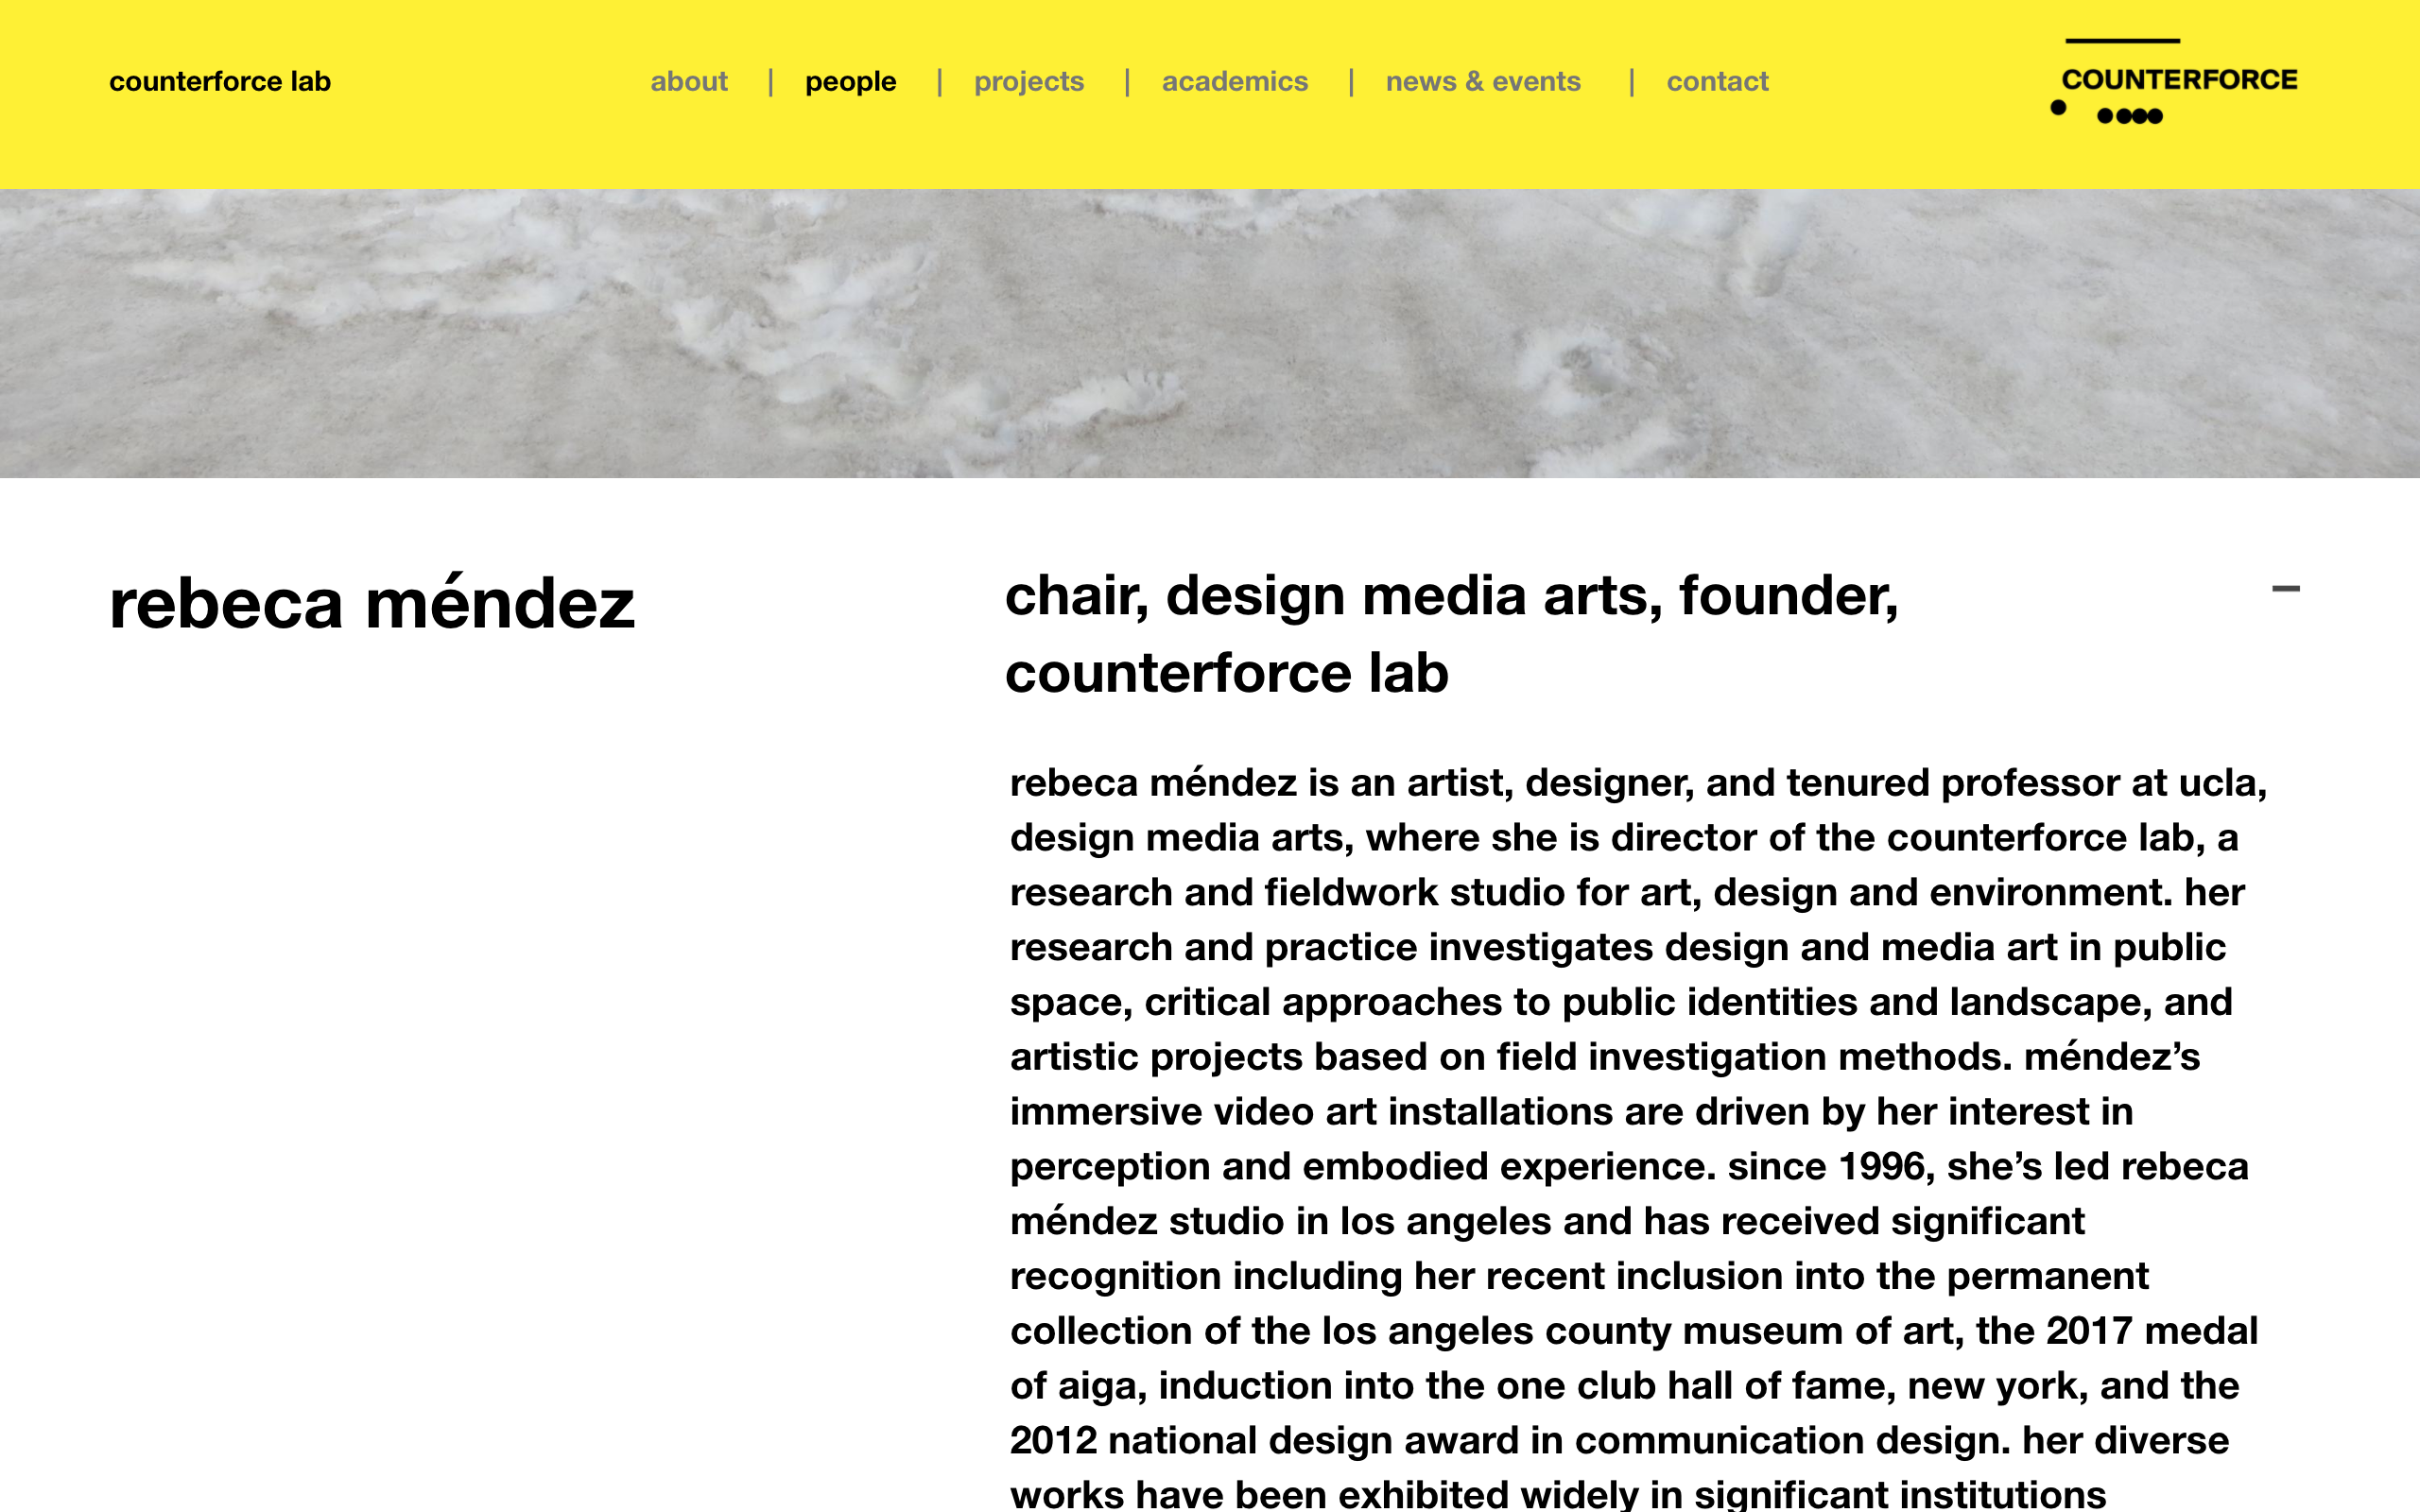 counterforce lab
about | people | projects | academics | news & events | contact
COUNTERFORCE
rebeca méndez
chair, design media arts, founder,
counterforce lab
rebeca méndez is an artist, designer, and tenured professor at ucla,
design media arts, where she is director of the counterforce lab, a
research and fieldwork studio for art, design and environment. her
research and practice investigates design and media art in public
space, critical approaches to public identities and landscape, and
artistic projects based on field investigation methods. méndez’s
immersive video art installations are driven by her interest in
perception and embodied experience. since 1996, she’s led rebeca
méndez studio in los angeles and has received significant
recognition including her recent inclusion into the permanent
collection of the los angeles county museum of art, the 2017 medal
of aiga, induction into the one club hall of fame, new york, and the
2012 national design award in communication design. her diverse
works have been exhibited widely in significant institutions